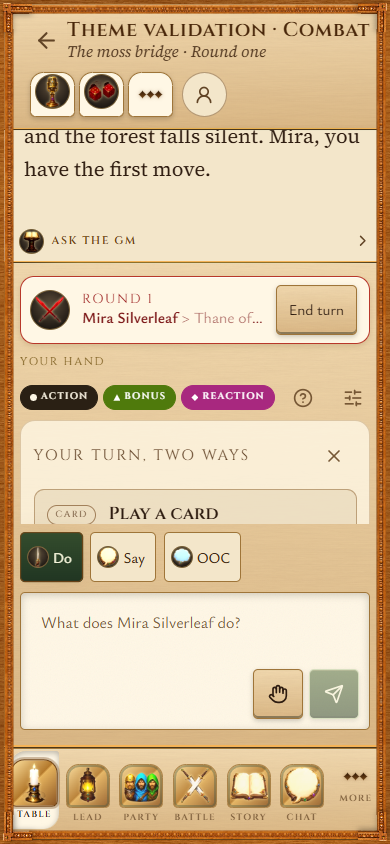 Theme validation · Combat
The moss bridge · Round one
and the forest falls silent. Mira, you
have the first move.
ASK THE GM
ROUND 1
Mira Silverleaf > Thane of...
End turn
YOUR HAND
ACTION
BONUS
REACTION
YOUR TURN, TWO WAYS
CARD
Play a card
Do
Say
OOC
What does Mira Silverleaf do?
TABLE
LEAD
PARTY
BATTLE
STORY
CHAT
MORE